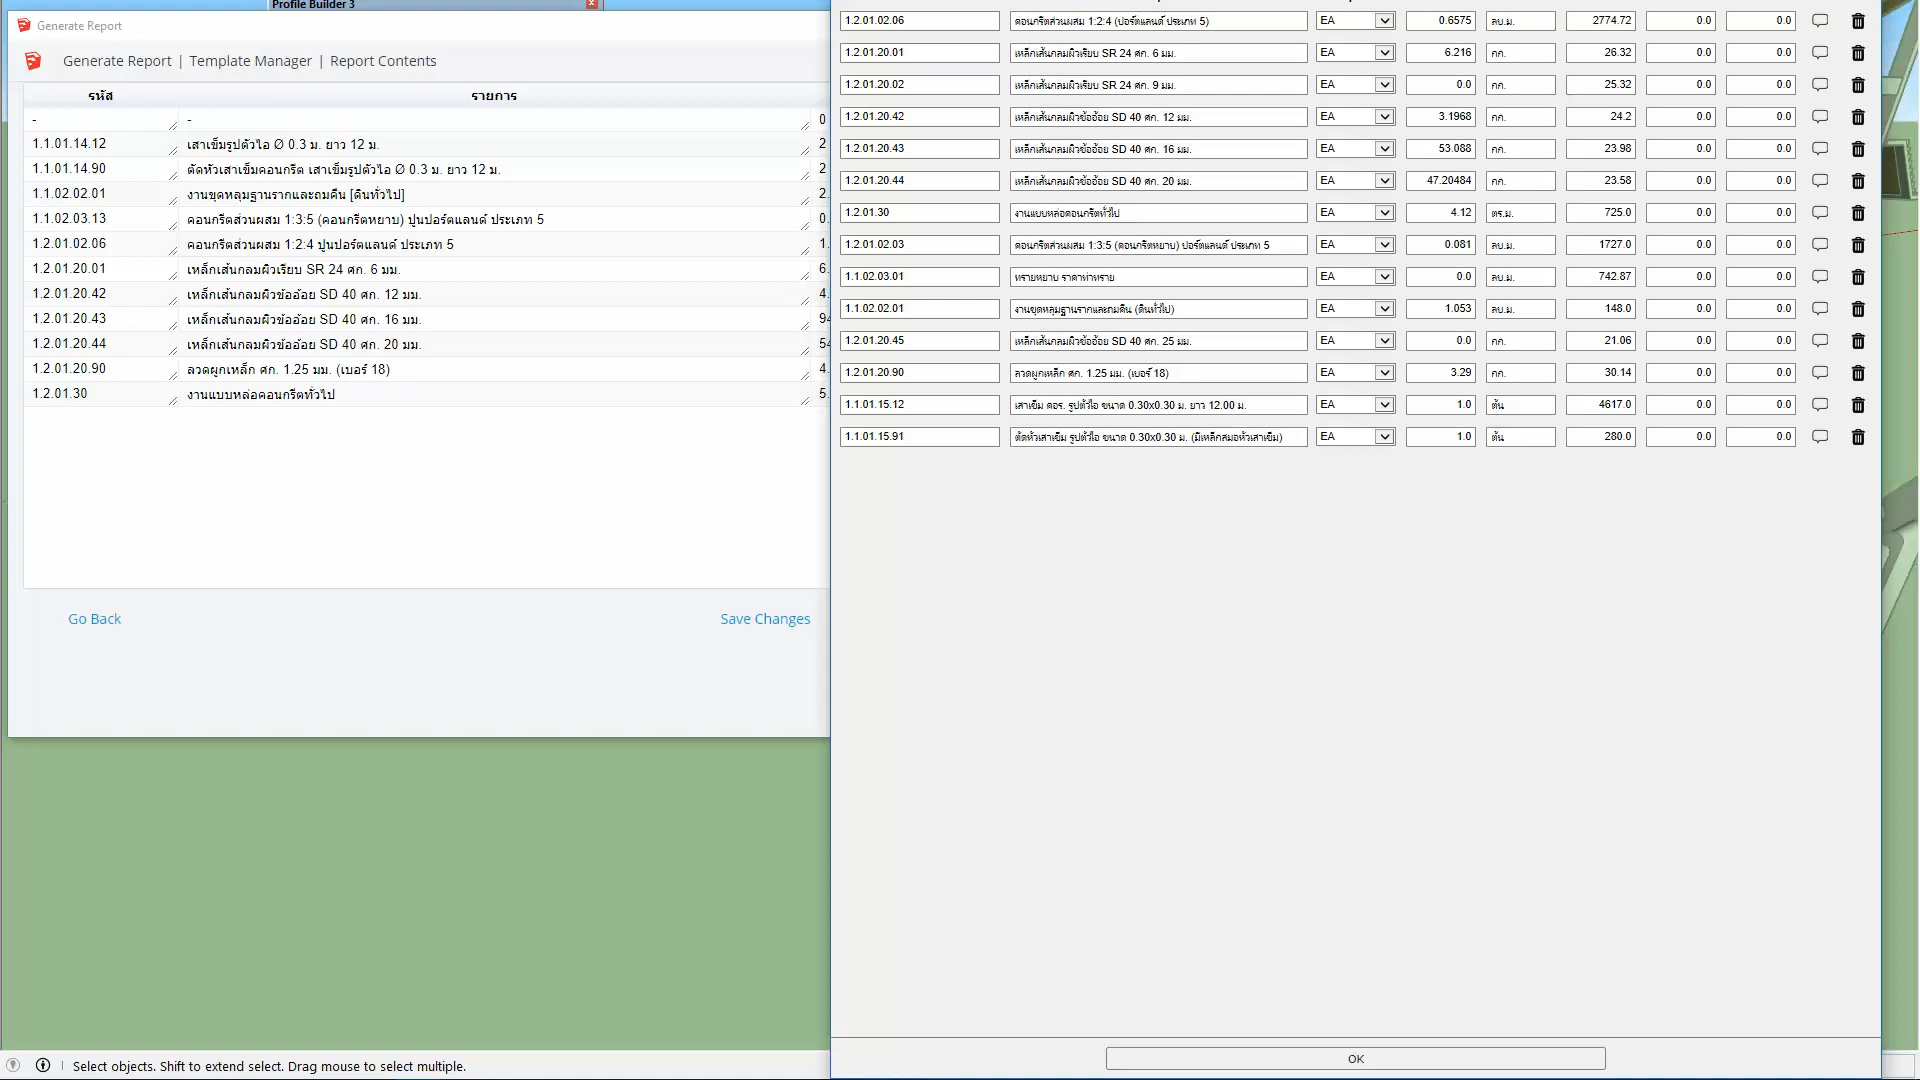 Profile Builder 3
Generate Report
Generate Report | Template Manager | Report Contents
รหัส รายการ
- - 0
1.1.01.14.12 เสาเข็มรูปตัวไอ Ø 0.3 ม. ยาว 12 ม. 2
1.1.01.14.90 ตัดหัวเสาเข็มคอนกรีต เสาเข็มรูปตัวไอ Ø 0.3 ม. ยาว 12 ม. 2
1.1.02.02.01 งานขุดหลุมฐานรากและถมคืน [ดินทั่วไป] 2.
1.1.02.03.13 คอนกรีตส่วนผสม 1:3:5 (คอนกรีตหยาบ) ปูนปอร์ตแลนด์ ประเภท 5 0.
1.2.01.02.06 คอนกรีตส่วนผสม 1:2:4 ปูนปอร์ตแลนด์ ประเภท 5 1.
1.2.01.20.01 เหล็กเส้นกลมผิวเรียบ SR 24 ศก. 6 มม. 6.
1.2.01.20.42 เหล็กเส้นกลมผิวข้ออ้อย SD 40 ศก. 12 มม. 4.
1.2.01.20.43 เหล็กเส้นกลมผิวข้ออ้อย SD 40 ศก. 16 มม. 94
1.2.01.20.44 เหล็กเส้นกลมผิวข้ออ้อย SD 40 ศก. 20 มม. 54
1.2.01.20.90 ลวดผูกเหล็ก ศก. 1.25 มม. (เบอร์ 18) 4.
1.2.01.30 งานแบบหล่อคอนกรีตทั่วไป 5.
Go Back Save Changes
1.2.01.02.06 คอนกรีตส่วนผสม 1:2:4 (ปอร์ตแลนด์ ประเภท 5) EA 0.6575 ลบ.ม. 2774.72 0.0 0.0
1.2.01.20.01 เหล็กเส้นกลมผิวเรียบ SR 24 ศก. 6 มม. EA 6.216 กก. 26.32 0.0 0.0
1.2.01.20.02 เหล็กเส้นกลมผิวเรียบ SR 24 ศก. 9 มม. EA 0.0 กก. 25.32 0.0 0.0
1.2.01.20.42 เหล็กเส้นกลมผิวข้ออ้อย SD 40 ศก. 12 มม. EA 3.1968 กก. 24.2 0.0 0.0
1.2.01.20.43 เหล็กเส้นกลมผิวข้ออ้อย SD 40 ศก. 16 มม. EA 53.088 กก. 23.98 0.0 0.0
1.2.01.20.44 เหล็กเส้นกลมผิวข้ออ้อย SD 40 ศก. 20 มม. EA 47.20484 กก. 23.58 0.0 0.0
1.2.01.30 งานแบบหล่อคอนกรีตทั่วไป EA 4.12 ตร.ม. 725.0 0.0 0.0
1.2.01.02.03 คอนกรีตส่วนผสม 1:3:5 (คอนกรีตหยาบ) ปอร์ตแลนด์ ประเภท 5 EA 0.081 ลบ.ม. 1727.0 0.0 0.0
1.1.02.03.01 ทรายหยาบ ราคาท่าทราย EA 0.0 ลบ.ม. 742.87 0.0 0.0
1.1.02.02.01 งานขุดหลุมฐานรากและถมคืน (ดินทั่วไป) EA 1.053 ลบ.ม. 148.0 0.0 0.0
1.2.01.20.45 เหล็กเส้นกลมผิวข้ออ้อย SD 40 ศก. 25 มม. EA 0.0 กก. 21.06 0.0 0.0
1.2.01.20.90 ลวดผูกเหล็ก ศก. 1.25 มม. (เบอร์ 18) EA 3.29 กก. 30.14 0.0 0.0
1.1.01.15.12 เสาเข็ม คอร. รูปตัวไอ ขนาด 0.30x0.30 ม. ยาว 12.00 ม. EA 1.0 ต้น 4617.0 0.0 0.0
1.1.01.15.91 ตัดหัวเสาเข็ม รูปตัวไอ ขนาด 0.30x0.30 ม. (มีเหล็กสมอหัวเสาเข็ม) EA 1.0 ต้น 280.0 0.0 0.0
OK
Select objects. Shift to extend select. Drag mouse to select multiple.